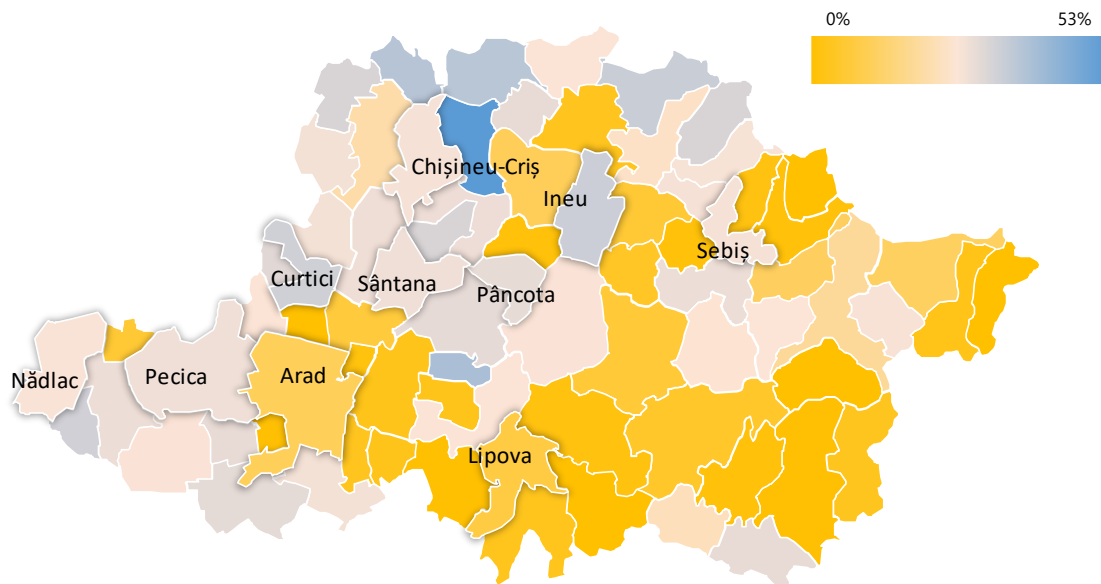 0% 53%
Chișineu-Criș
Ineu
Sebiș
Curtici
Sântana
Pâncota
Nădlac
Pecica
Arad
Lipova